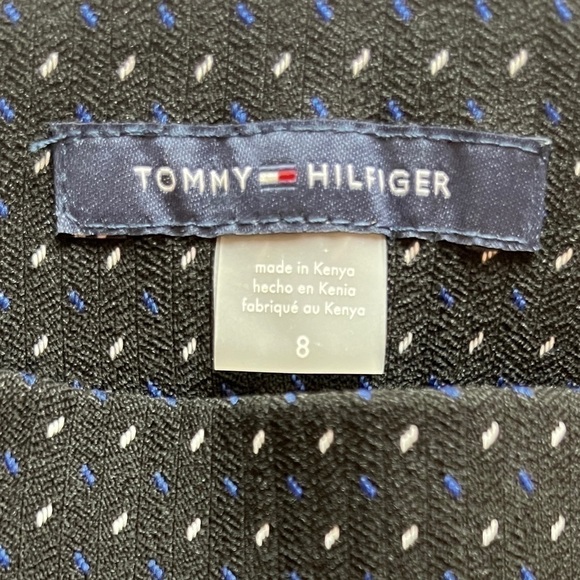 TOMMY HILFIGER
made in Kenya
hecho en Kenia
fabriqué au Kenya
8